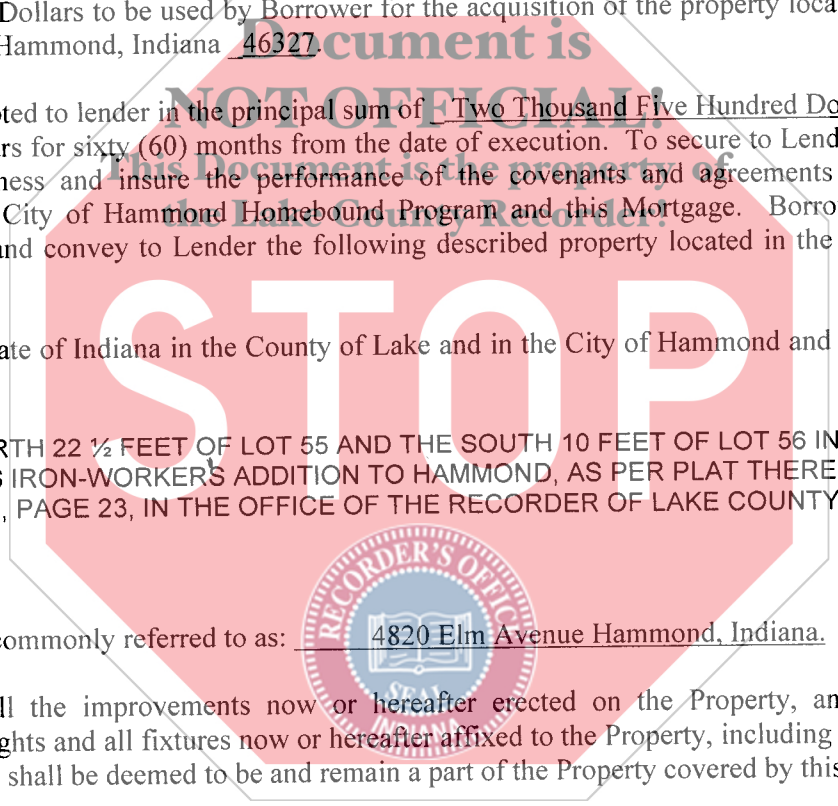 Dollars to be used by Borrower for the acquisition of the property loca
Hammond, Indiana 46327.
Document is
NOT OFFICIAL!
This Document is the property of
the Lake County Recorder!
ted to lender in the principal sum of Two Thousand Five Hundred Do
rs for sixty (60) months from the date of execution. To secure to Lend
ness and insure the performance of the covenants and agreements
City of Hammond Homebound Program and this Mortgage. Borro
and convey to Lender the following described property located in the
STOP
ate of Indiana in the County of Lake and in the City of Hammond and
RTH 22 ½ FEET OF LOT 55 AND THE SOUTH 10 FEET OF LOT 56 IN
S IRON-WORKERS ADDITION TO HAMMOND, AS PER PLAT THERE
, PAGE 23, IN THE OFFICE OF THE RECORDER OF LAKE COUNTY
RECORDER'S OFFICE
SEAL
INDIANA
commonly referred to as: 4820 Elm Avenue Hammond, Indiana.
ll the improvements now or hereafter erected on the Property, an
ghts and all fixtures now or hereafter affixed to the Property, including
shall be deemed to be and remain a part of the Property covered by this